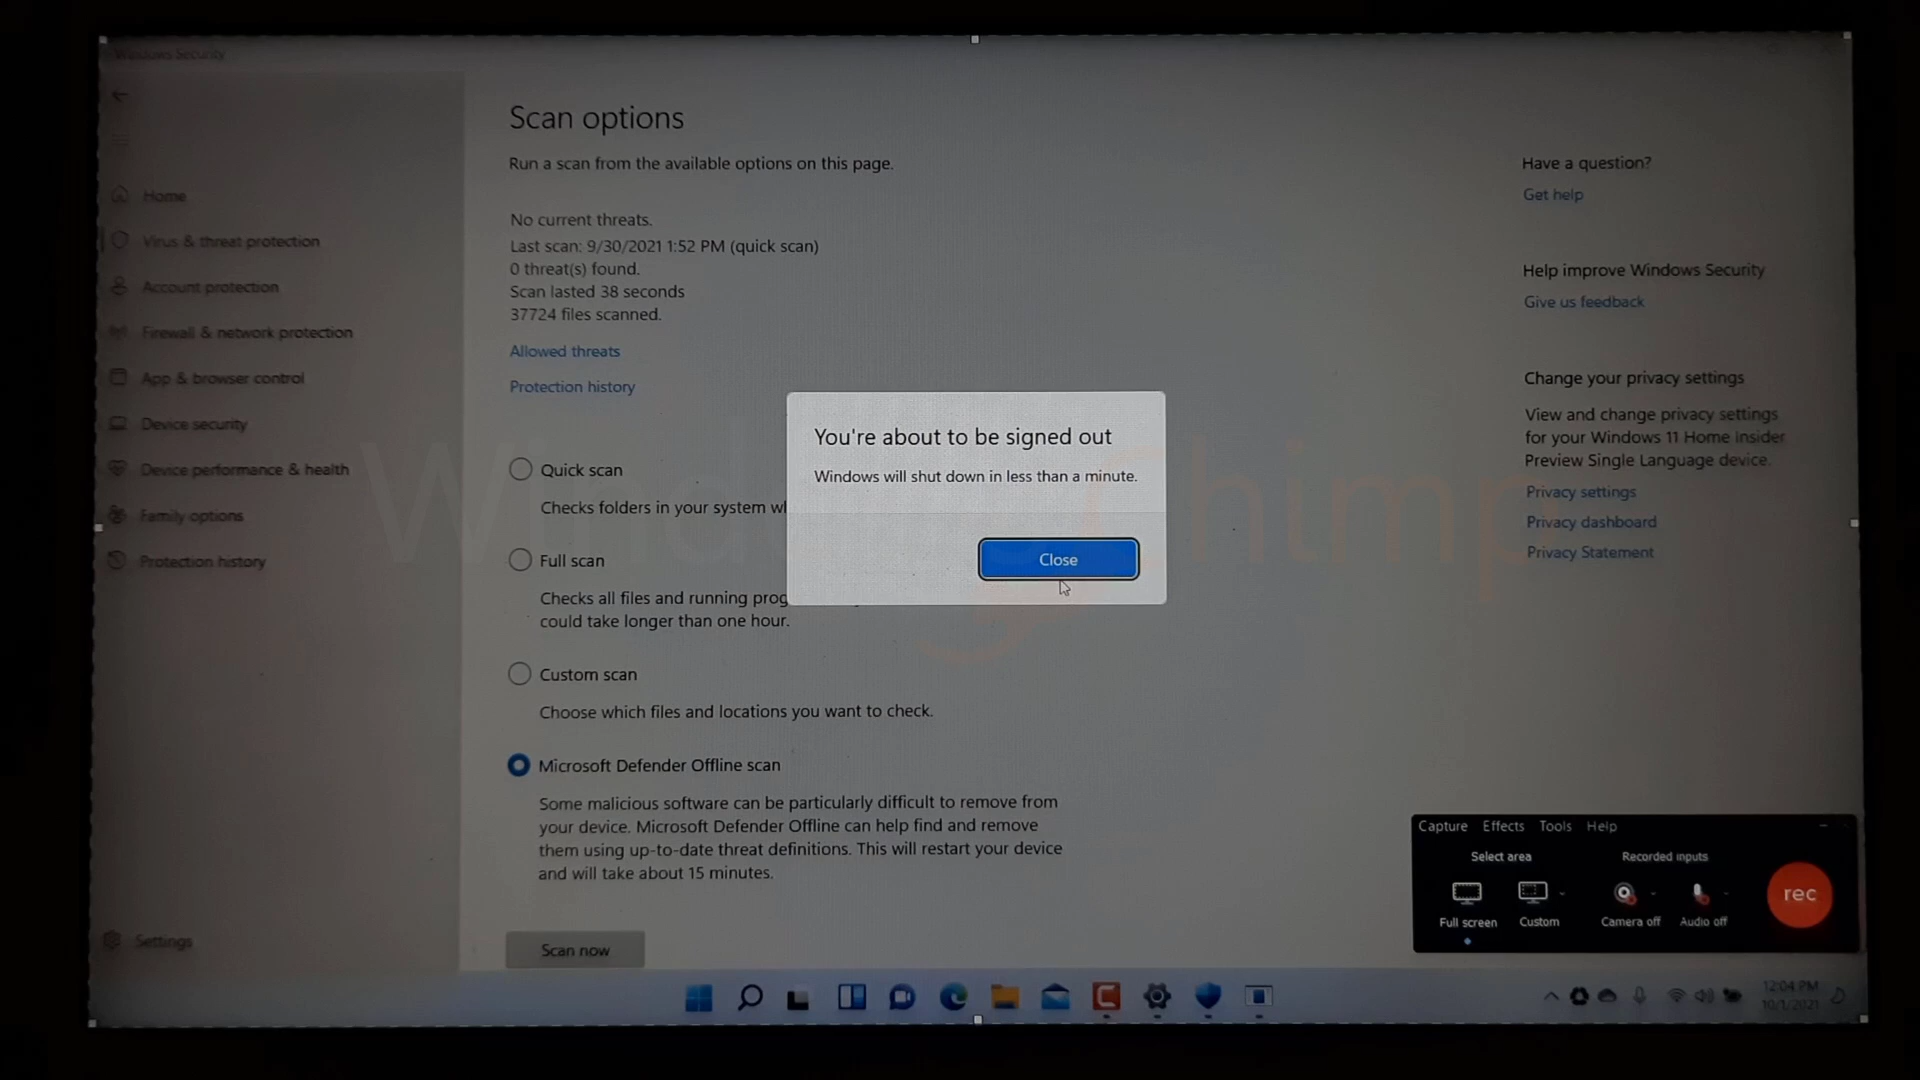 Windows Security
Scan options
Run a scan from the available options on this page.
No current threats.
Last scan: 9/30/2021 1:52 PM (quick scan)
0 threat(s) found.
Scan lasted 38 seconds
37724 files scanned.
Allowed threats
Protection history
Quick scan
Checks folders in your system
Full scan
Checks all files and running
could take longer than one hour.
Custom scan
Choose which files and locations you want to check.
Microsoft Defender Offline scan
Some malicious software can be particularly difficult to remove from
your device. Microsoft Defender Offline can help find and remove
them using up-to-date threat definitions. This will restart your device
and will take about 15 minutes.
Scan now
Home
Virus & threat protection
Account protection
Firewall & network protection
App & browser control
Device security
Device performance & health
Family options
Protection history
Settings
You're about to be signed out
Windows will shut down in less than a minute.
Close
Have a question?
Get help
Help improve Windows Security
Give us feedback
Change your privacy settings
View and change privacy settings
for your Windows 11 Home Insider
Preview Single Language device.
Privacy settings
Privacy dashboard
Privacy Statement
Capture Effects Tools Help
Select area
Recorded inputs
Full screen
Custom
Camera off
Audio off
rec
12:04 PM
10/1/2021